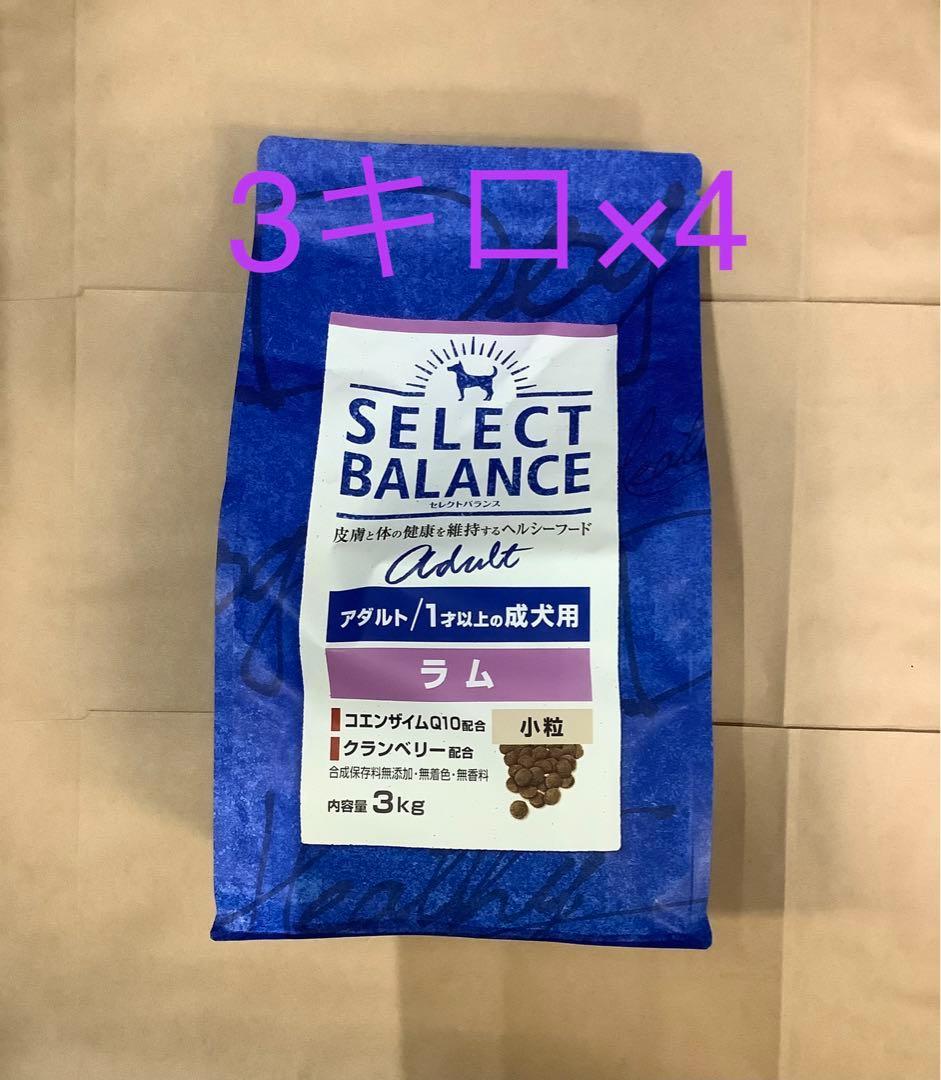 3キロ×4
SELECT
BALANCE
セレクトバランス
皮膚と体の健康を維持するヘルシーフード
adult
アダルト/1才以上の成犬用
ラム
コエンザイムQ10配合
小粒
クランベリー配合
合成保存料無添加・無着色・無香料
内容量 3kg
Healthy